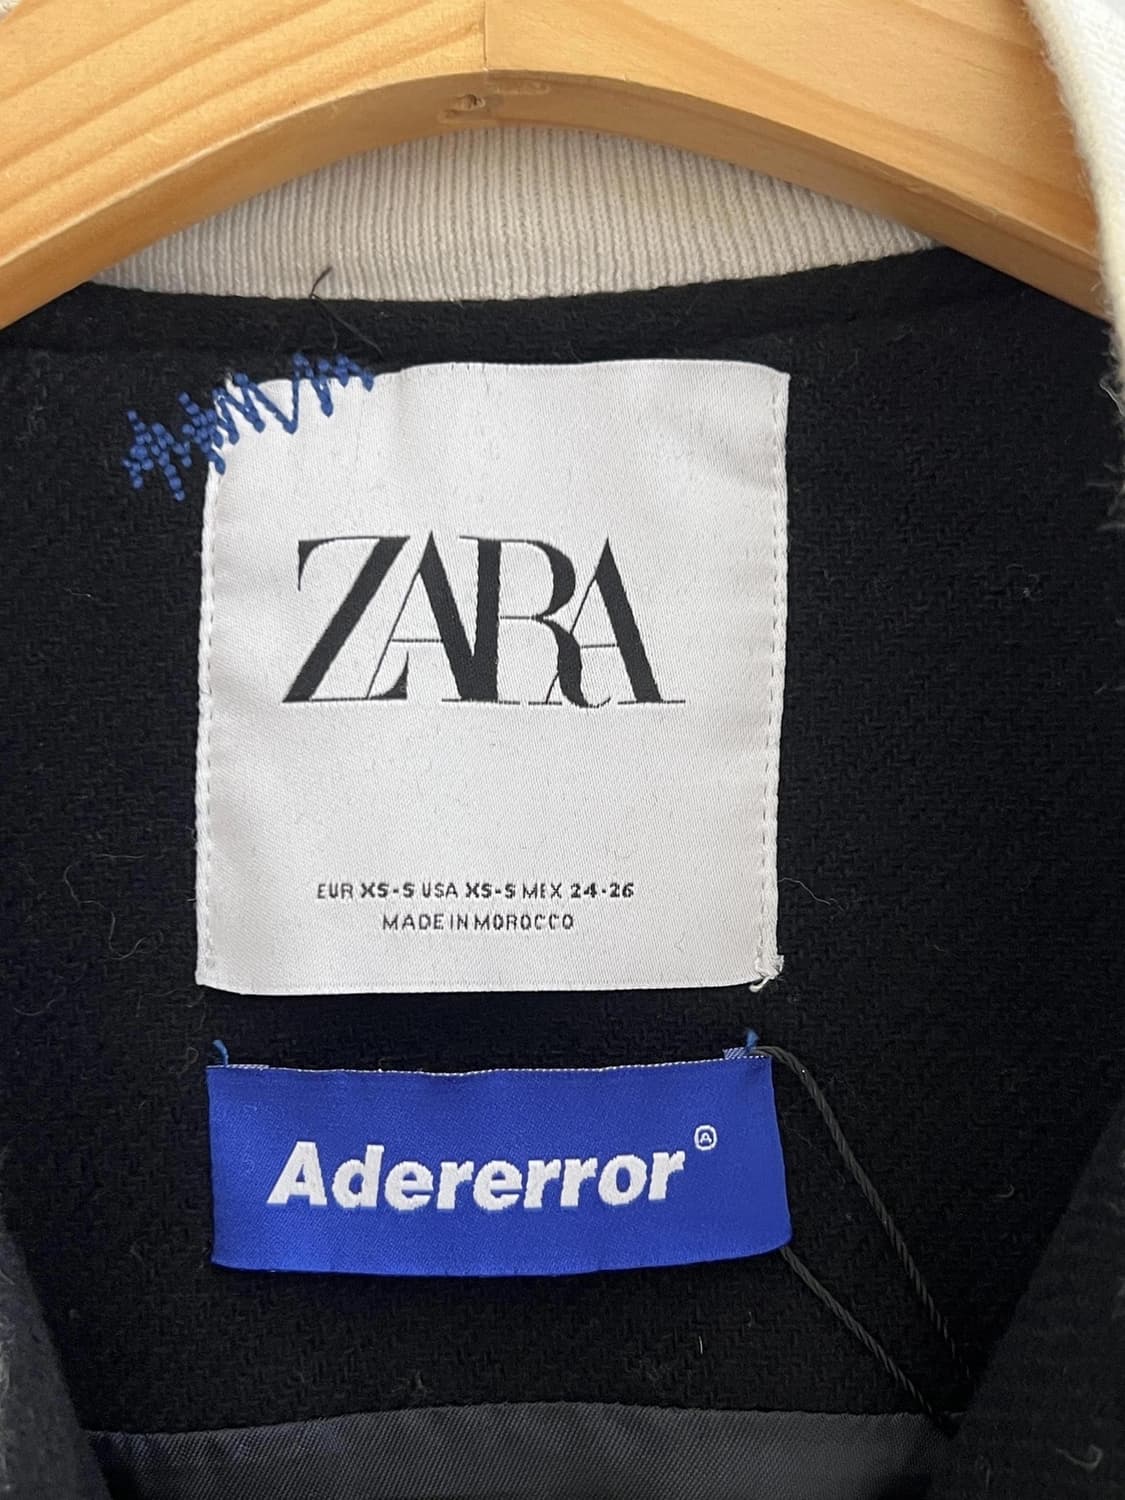 ZARA
EUR XS-S USA XS-S MEX 24-26
MADE IN MOROCCO
Adererror